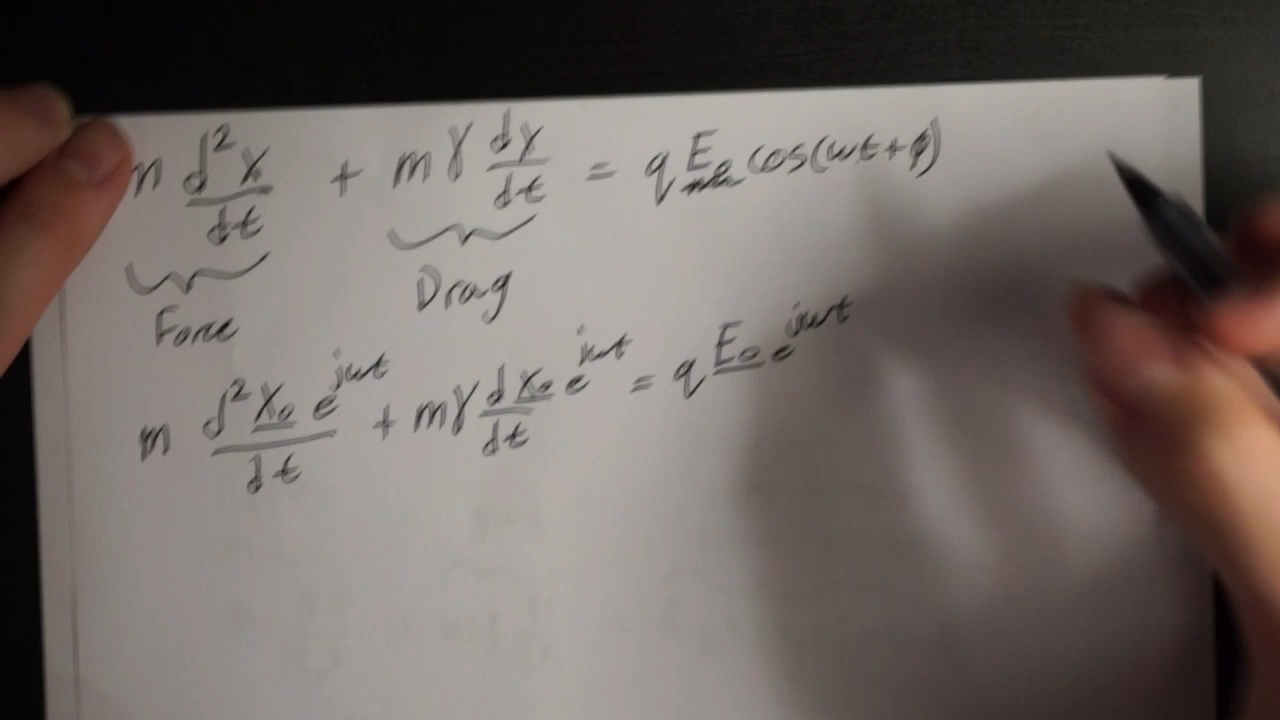 m d²x/dt + mγ dx/dt = q E₀ cos(ωt+ϕ)
Force Drag
m d²x₀ e^jωt/dt + mγ dx₀ e^jωt/dt = q E₀ e^jωt